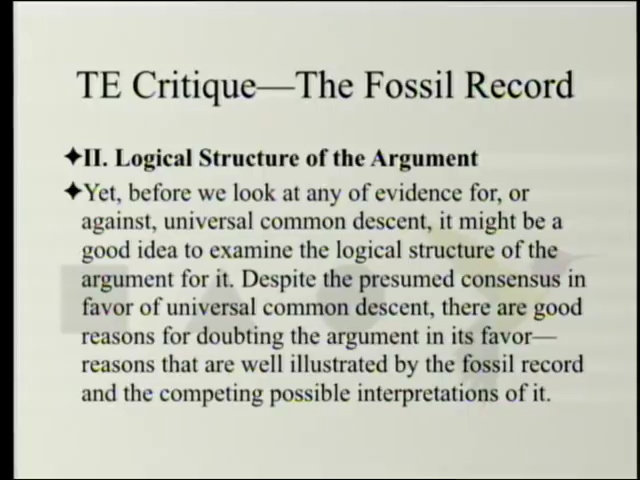 TE Critique—The Fossil Record
✦II. Logical Structure of the Argument
✦Yet, before we look at any of evidence for, or
against, universal common descent, it might be a
good idea to examine the logical structure of the
argument for it. Despite the presumed consensus in
favor of universal common descent, there are good
reasons for doubting the argument in its favor—
reasons that are well illustrated by the fossil record
and the competing possible interpretations of it.